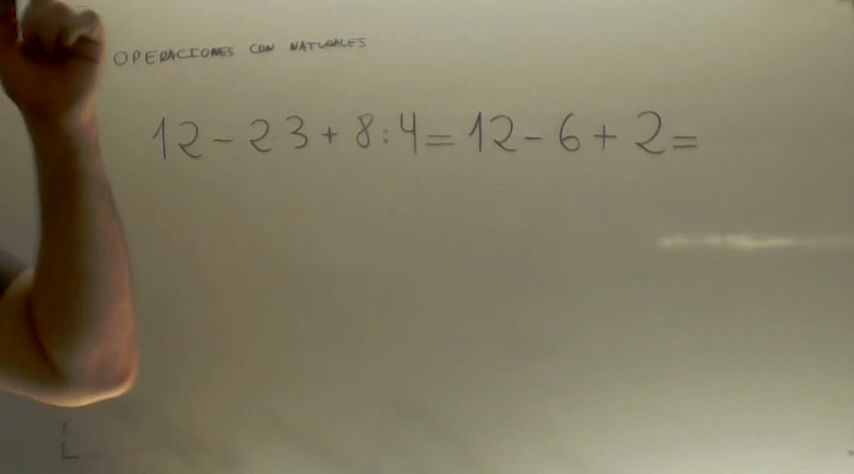 OPERACIONES CON NATURALES
12 - 2·3 + 8:4 = 12 - 6 + 2 =